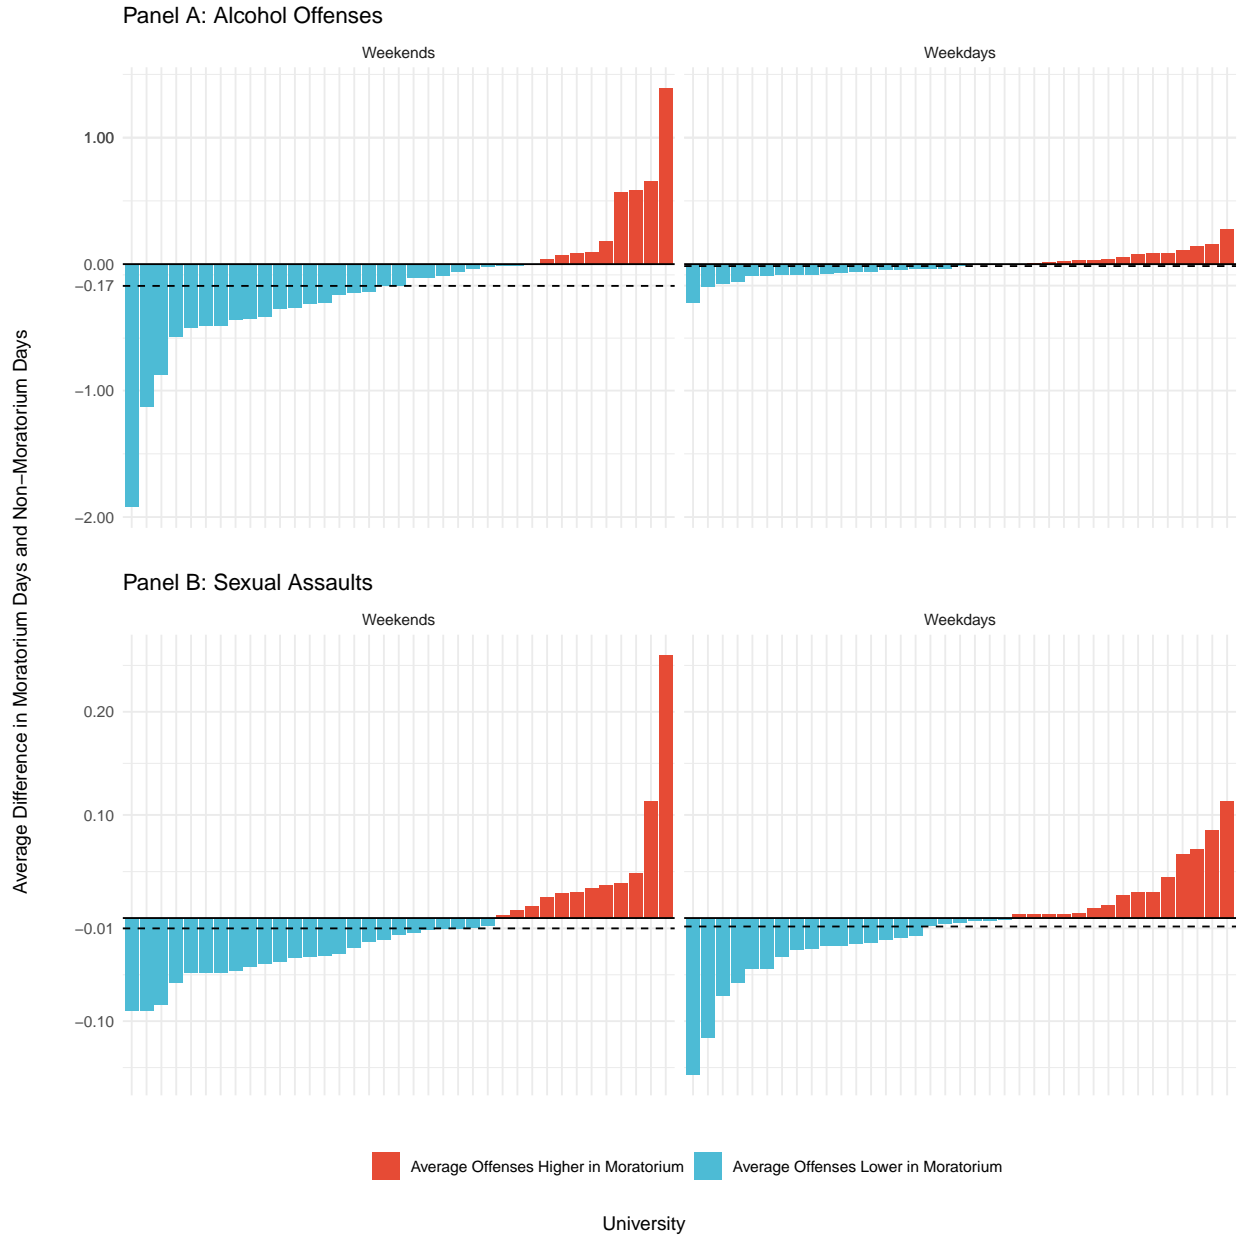 Panel A: Alcohol Offenses
Weekends
Weekdays
1.00
0.00
−0.17
−1.00
−2.00
Average Difference in Moratorium Days and Non−Moratorium Days
Panel B: Sexual Assaults
Weekends
Weekdays
0.20
0.10
−0.01
−0.10
Average Offenses Higher in Moratorium
Average Offenses Lower in Moratorium
University